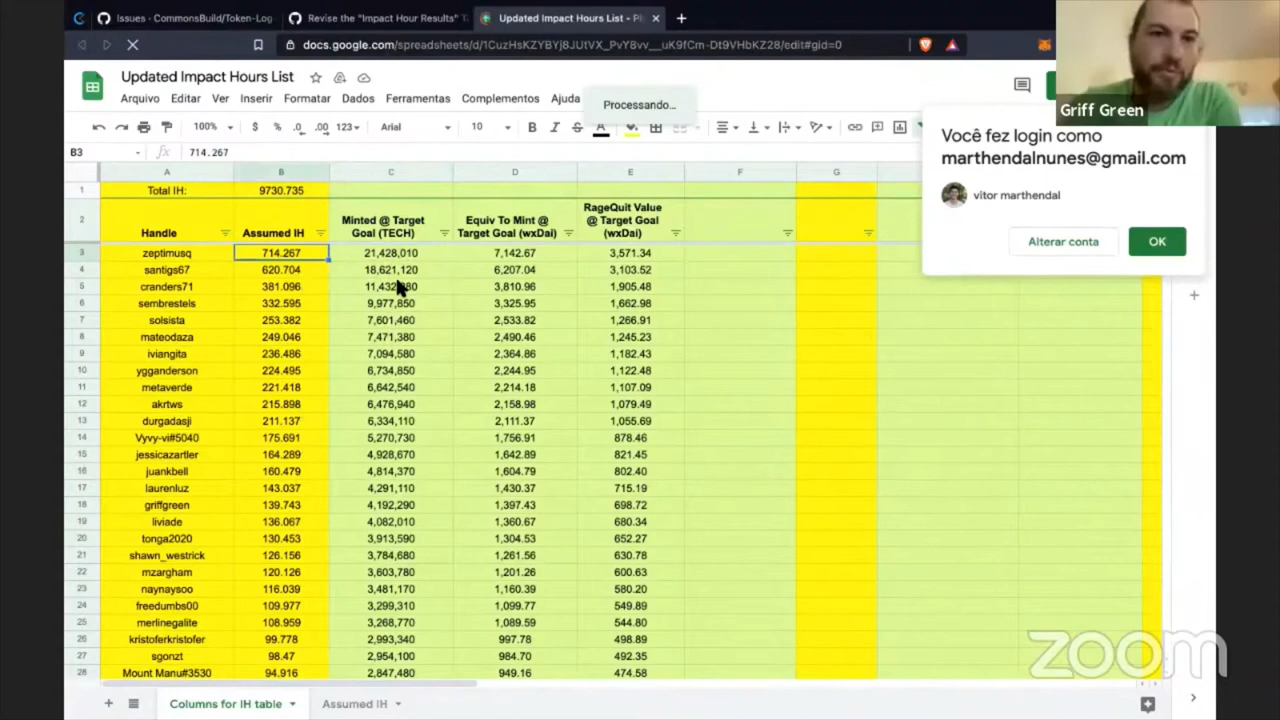 Issues · CommonsBuild/Token-Log
Revise the "Impact Hour Results" T
Updated Impact Hours List - Pl
docs.google.com/spreadsheets/d/1CuzHsKZYBYj8JUtVX_PvY8vv__uK9fCm-Dt9VHbKZ28/edit#gid=0
Updated Impact Hours List
Arquivo Editar Ver Inserir Formatar Dados Ferramentas Complementos Ajuda
Processando...
Griff Green
100% $ % .0 .00 123 Arial 10 B I S A
Você fez login como
marthendalnunes@gmail.com
vitor marthendal
Alterar conta OK
B3 fx 714.267
A B C D E F G
1 Total IH: 9730.735
2 Handle Assumed IH Minted @ Target Goal (TECH) Equiv To Mint @ Target Goal (wxDai) RageQuit Value @ Target Goal (wxDai)
3 zeptimusq 714.267 21,428,010 7,142.67 3,571.34
4 santigs67 620.704 18,621,120 6,207.04 3,103.52
5 cranders71 381.096 3,810.96 1,905.48
6 sembrestels 332.595 9,977,850 3,325.95 1,662.98
7 solsista 253.382 7,601,460 2,533.82 1,266.91
8 mateodaza 249.046 7,471,380 2,490.46 1,245.23
9 iviangita 236.486 7,094,580 2,364.86 1,182.43
10 ygganderson 224.495 6,734,850 2,244.95 1,122.48
11 metaverde 221.418 6,642,540 2,214.18 1,107.09
12 akrtws 215.898 6,476,940 2,158.98 1,079.49
13 durgadasji 211.137 6,334,110 2,111.37 1,055.69
14 Vyvy-vi#5040 175.691 5,270,730 1,756.91 878.46
15 jessicazartler 164.289 4,928,670 1,642.89 821.45
16 juankbell 160.479 4,814,370 1,604.79 802.40
17 laurenluz 143.037 4,291,110 1,430.37 715.19
18 griffgreen 139.743 4,192,290 1,397.43 698.72
19 liviade 136.067 4,082,010 1,360.67 680.34
20 tonga2020 130.453 3,913,590 1,304.53 652.27
21 shawn_westrick 126.156 3,784,680 1,261.56 630.78
22 mzargham 120.126 3,603,780 1,201.26 600.63
23 naynaysoo 116.039 3,481,170 1,160.39 580.20
24 freedumbs00 109.977 3,299,310 1,099.77 549.89
25 merlinegalite 108.959 3,268,770 1,089.59 544.80
26 kristoferkristofer 99.778 2,993,340 997.78 498.89
27 sgonzt 98.47 2,954,100 984.70 492.35
28 Mount Manu#3530 94.916 2,847,480 949.16 474.58
zoom
Columns for IH table Assumed IH